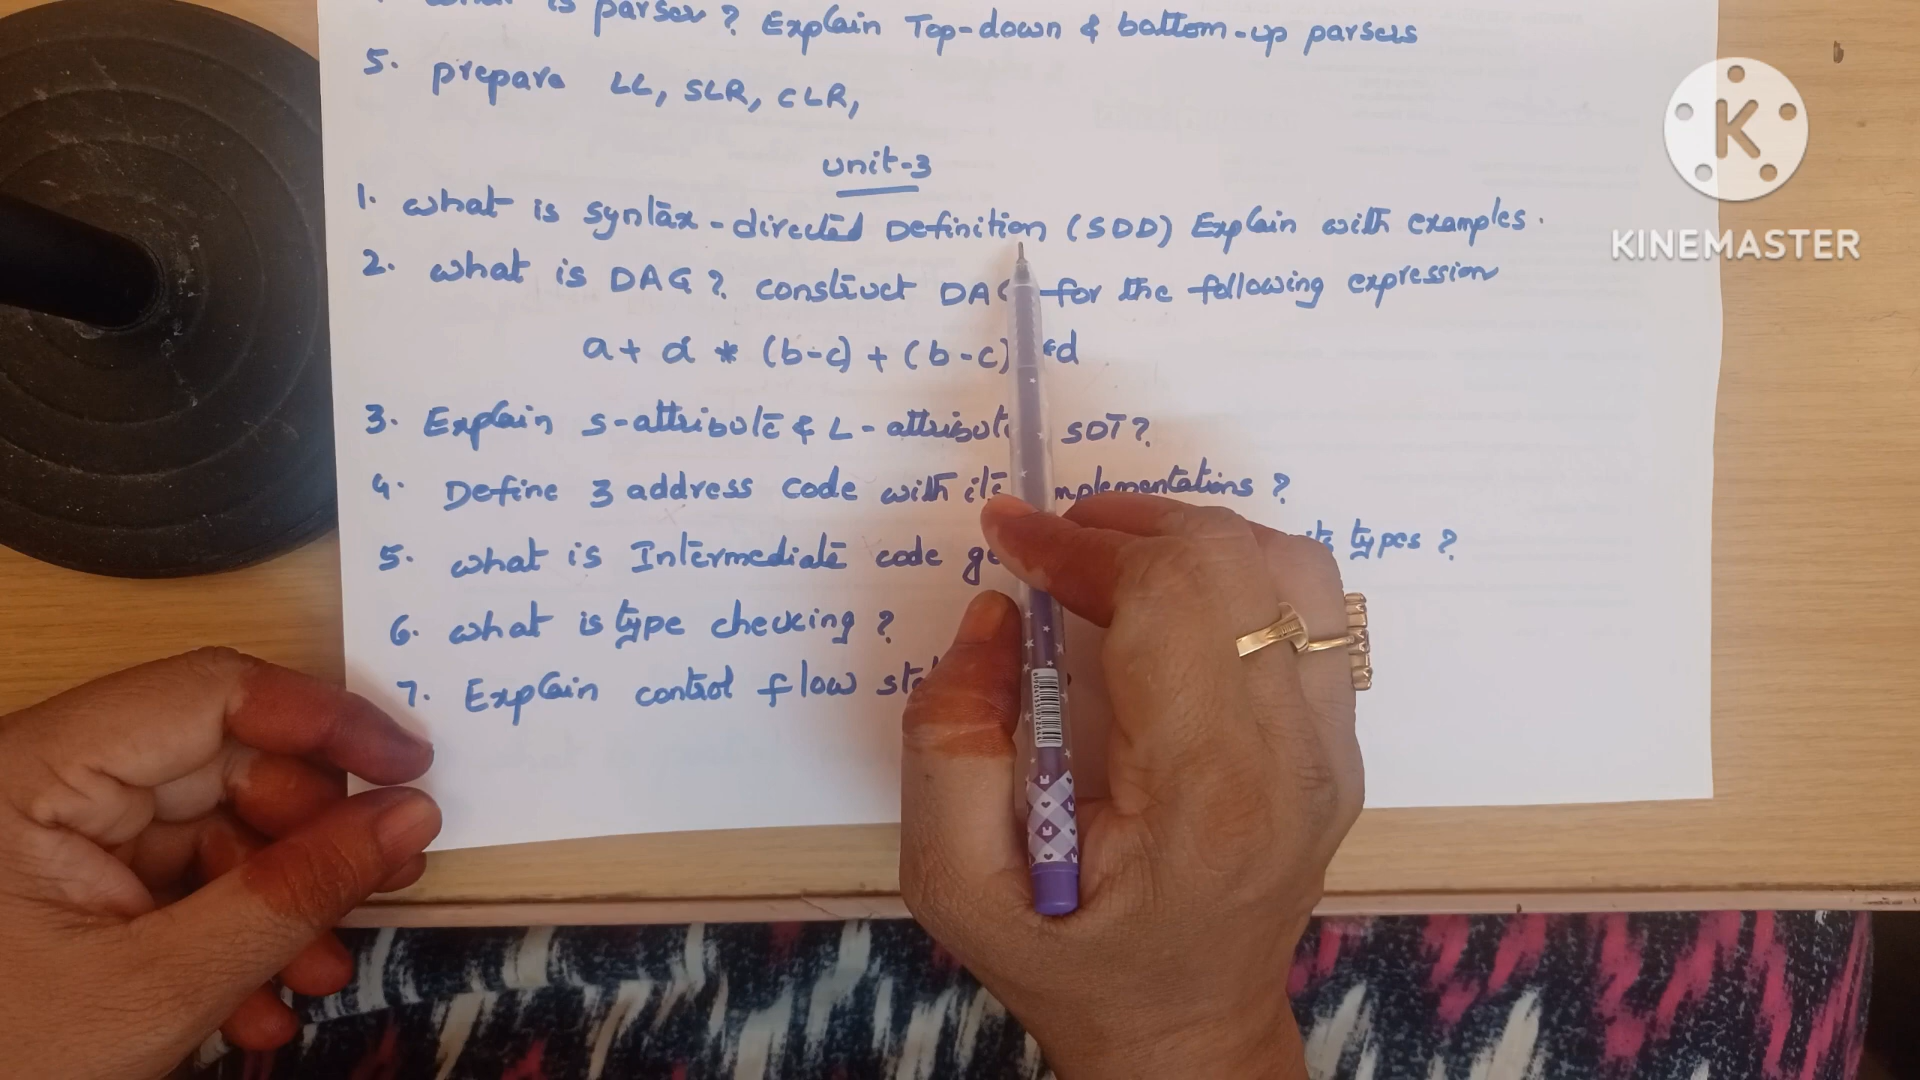 is parser? Explain Top-down & bottom-up parsers
5. prepare LL, SLR, CLR,
unit-3
1. what is syntax-directed Definition (SDD) Explain with examples.
2. what is DAG? construct DAG for the following expression
a + a * (b-c) + (b-c) *d
3. Explain S-attribute & L-attribute SDT?
4. Define 3 address code with its implementations?
5. what is Intermediate code its types?
6. what is type checking?
7. Explain control flow
K
KINEMASTER